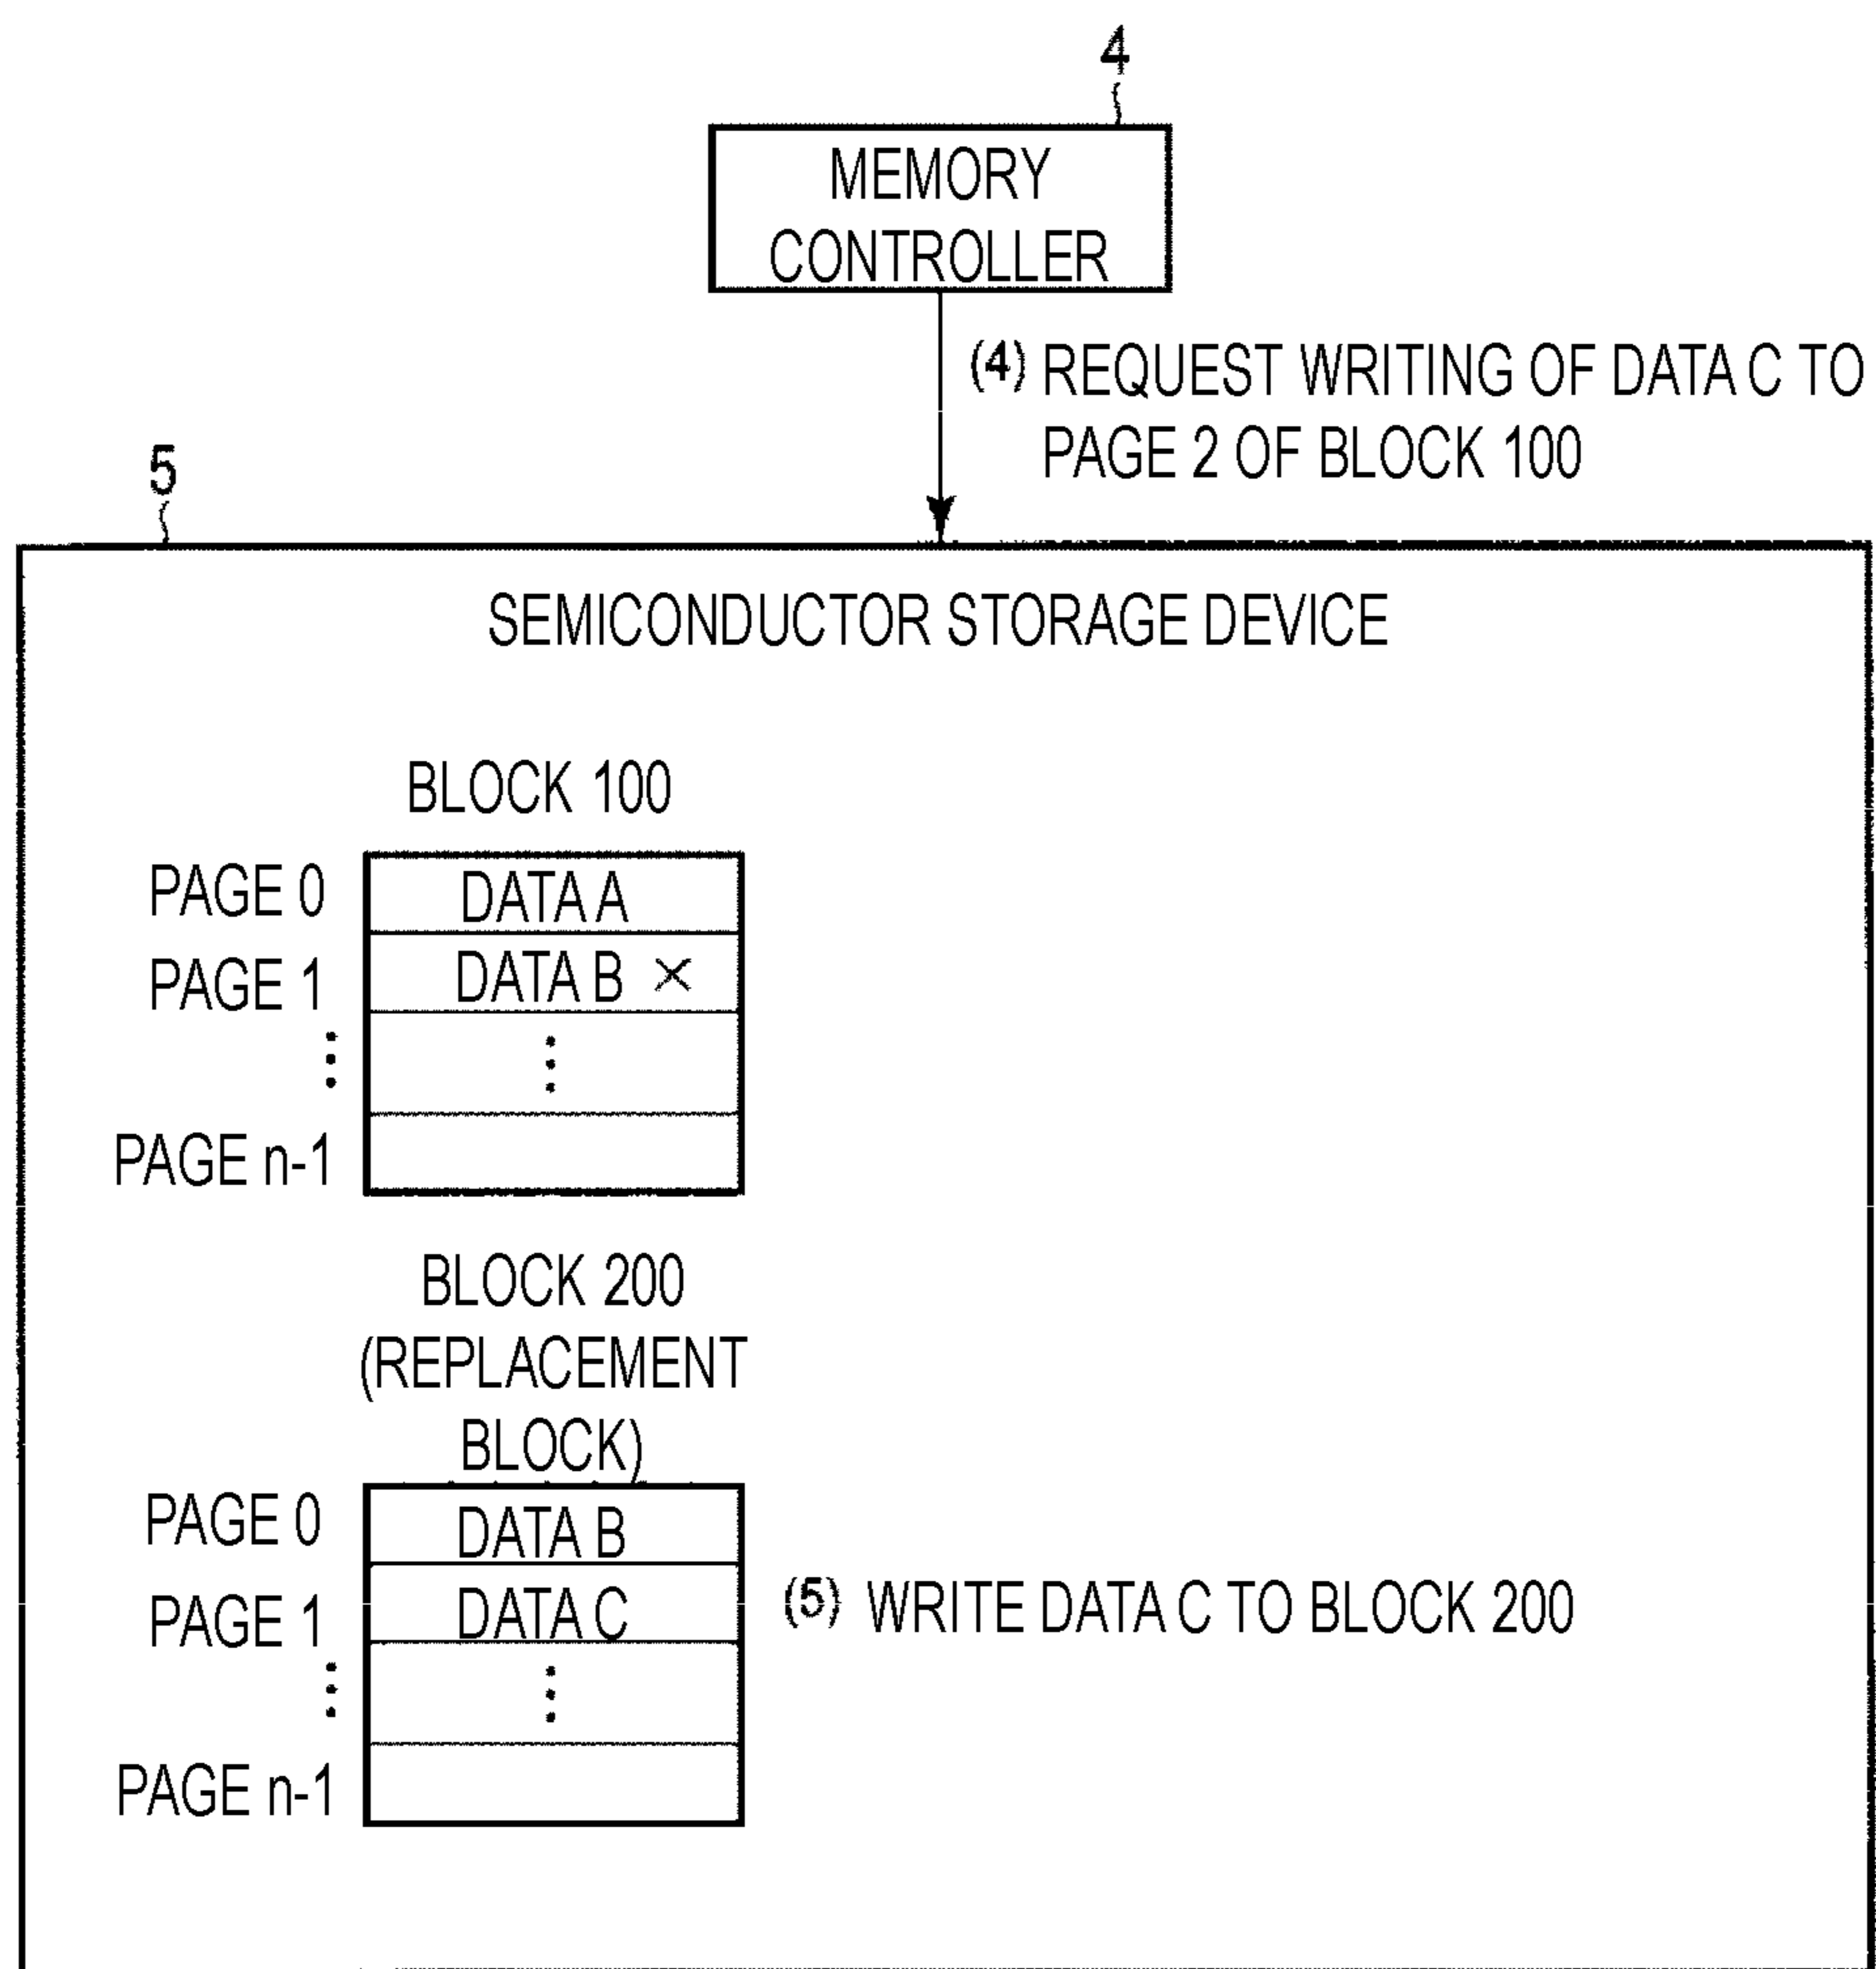 4
MEMORY
CONTROLLER
(4) REQUEST WRITING OF DATA C TO
PAGE 2 OF BLOCK 100
5
SEMICONDUCTOR STORAGE DEVICE
BLOCK 100
PAGE 0 DATA A
PAGE 1 DATA B ×
⋮ ⋮
PAGE n-1
BLOCK 200
(REPLACEMENT
BLOCK)
PAGE 0 DATA B
PAGE 1 DATA C (5) WRITE DATA C TO BLOCK 200
⋮ ⋮
PAGE n-1